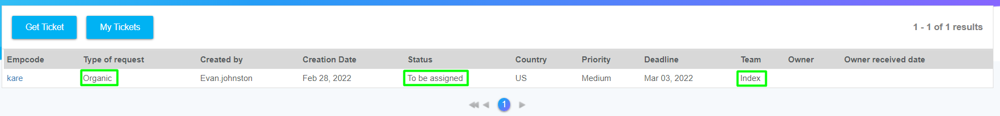 Get Ticket My Tickets 1 - 1 of 1 results
Empcode Type of request Created by Creation Date Status Country Priority Deadline Team Owner Owner received date
kare Organic Evan.johnston Feb 28, 2022 To be assigned US Medium Mar 03, 2022 Index
1